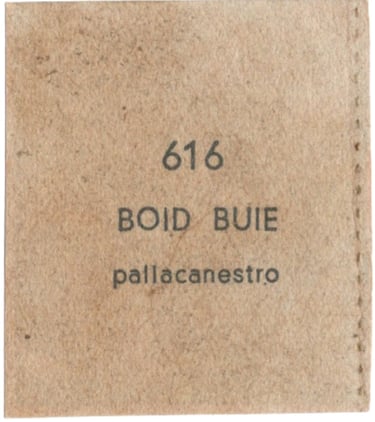 616
BOID BUIE
pallacanestro